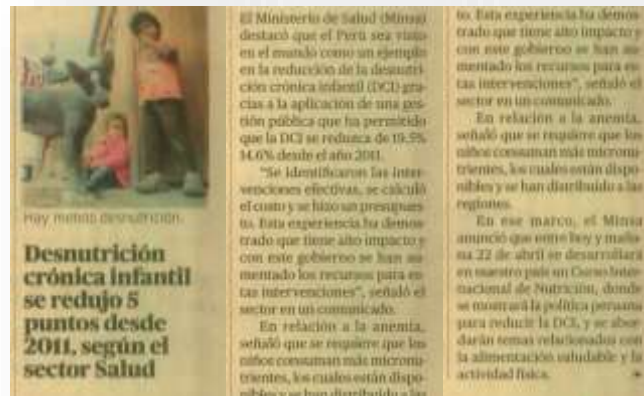 Hay menos desnutrición.
Desnutrición
crónica infantil
se redujo 5
puntos desde
2011, según el
sector Salud
El Ministerio de Salud (Minsa)
destacó que el Perú sea visto
en el mundo como un ejemplo
en la reducción de la desnutri-
ción crónica infantil (DCI) gra-
cias a la aplicación de una ges-
tión pública que ha permitido
que la DCI se reduzca de 19.5%
14.6% desde el año 2011.
"Se identificaron las inter-
venciones efectivas, se calculó
el costo y se hizo un presupues-
to. Esta experiencia ha demos-
trado que tiene alto impacto y
con este gobierno se han au-
mentado los recursos para es-
tas intervenciones", señaló el
sector en un comunicado.
En relación a la anemia,
señaló que se requiere que los
niños consuman más micronu-
trientes, los cuales están dispo-
nibles y se han distribuido a las
to. Esta experiencia ha demos-
trado que tiene alto impacto y
con este gobierno se han au-
mentado los recursos para es-
tas intervenciones", señaló el
sector en un comunicado.
En relación a la anemia,
señaló que se requiere que los
niños consuman más micronu-
trientes, los cuales están dispo-
nibles y se han distribuido a las
regiones.
En ese marco, el Minsa
anunció que entre hoy y maña-
na 22 de abril se desarrollará
en nuestro país un Curso Inter-
nacional de Nutrición, donde
se mostrará la política peruana
para reducir la DCI, y se abor-
darán temas relacionados con
la alimentación saludable y la
actividad física.